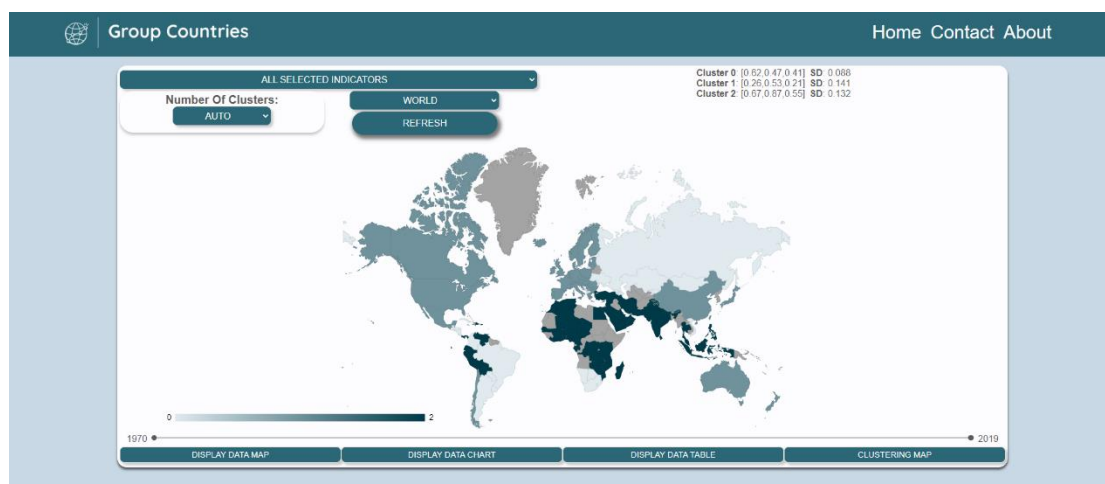 Group Countries
Home Contact About
ALL SELECTED INDICATORS
Number Of Clusters:
AUTO
WORLD
REFRESH
Cluster 0: [0.62,0.47,0.41] SD: 0.088
Cluster 1: [0.26,0.53,0.21] SD: 0.141
Cluster 2: [0.67,0.87,0.55] SD: 0.132
0 2
1970 2019
DISPLAY DATA MAP DISPLAY DATA CHART DISPLAY DATA TABLE CLUSTERING MAP